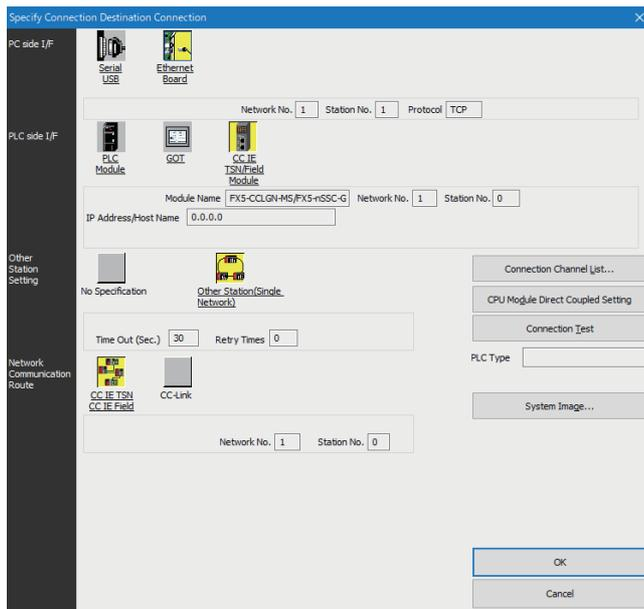 Specify Connection Destination Connection
PC side I/F
Serial
USB
Ethernet
Board
Network No. 1 Station No. 1 Protocol TCP
PLC side I/F
PLC
Module
GOT
CC IE
TSN/Field
Module
Module Name FX5-CCLGN-MS/FX5-nSSC-G Network No. 1 Station No. 0
IP Address/Host Name 0.0.0.0
Other
Station
Setting
No Specification
Other Station(Single
Network)
Connection Channel List...
CPU Module Direct Coupled Setting
Time Out (Sec.) 30 Retry Times 0
Connection Test
PLC Type
Network
Communication
Route
CC IE TSN
CC IE Field
CC-Link
System Image...
Network No. 1 Station No. 0
OK
Cancel